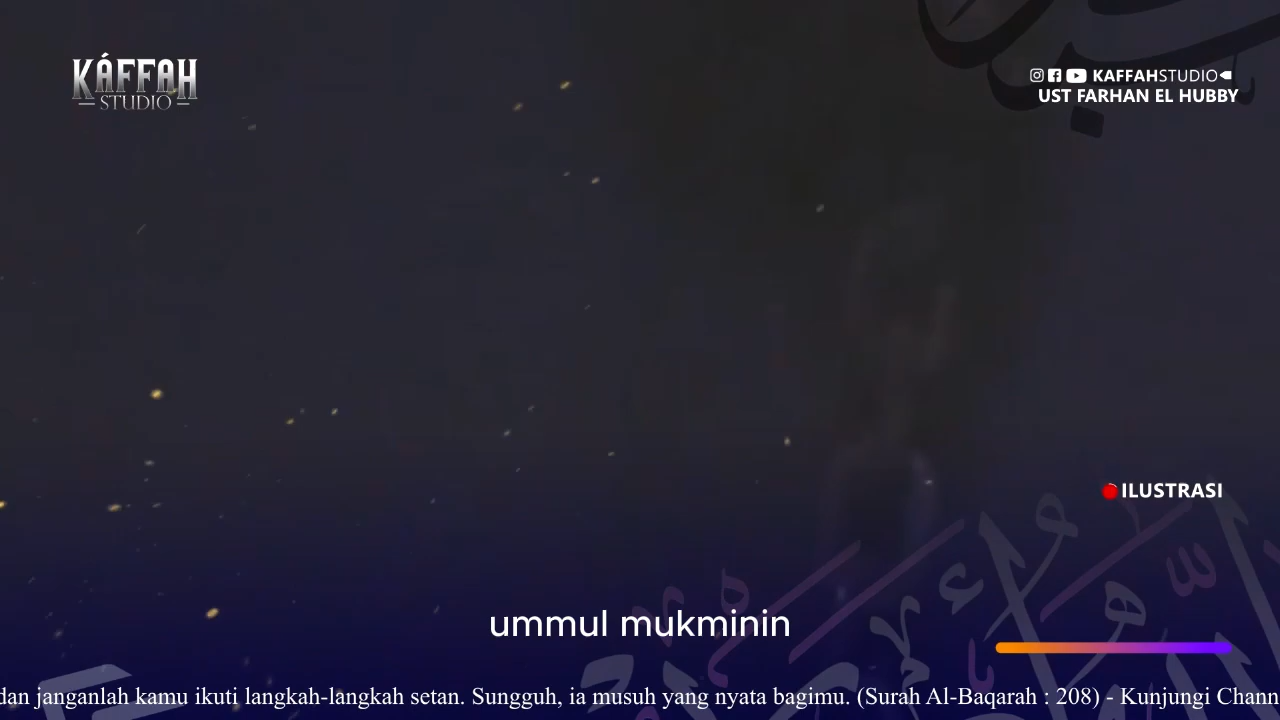 KÁFFAH
STUDIO
KAFFAHSTUDIO
UST FARHAN EL HUBBY
ILUSTRASI
ummul mukminin
dan janganlah kamu ikuti langkah-langkah setan. Sungguh, ia musuh yang nyata bagimu. (Surah Al-Baqarah : 208) - Kunjungi Chann